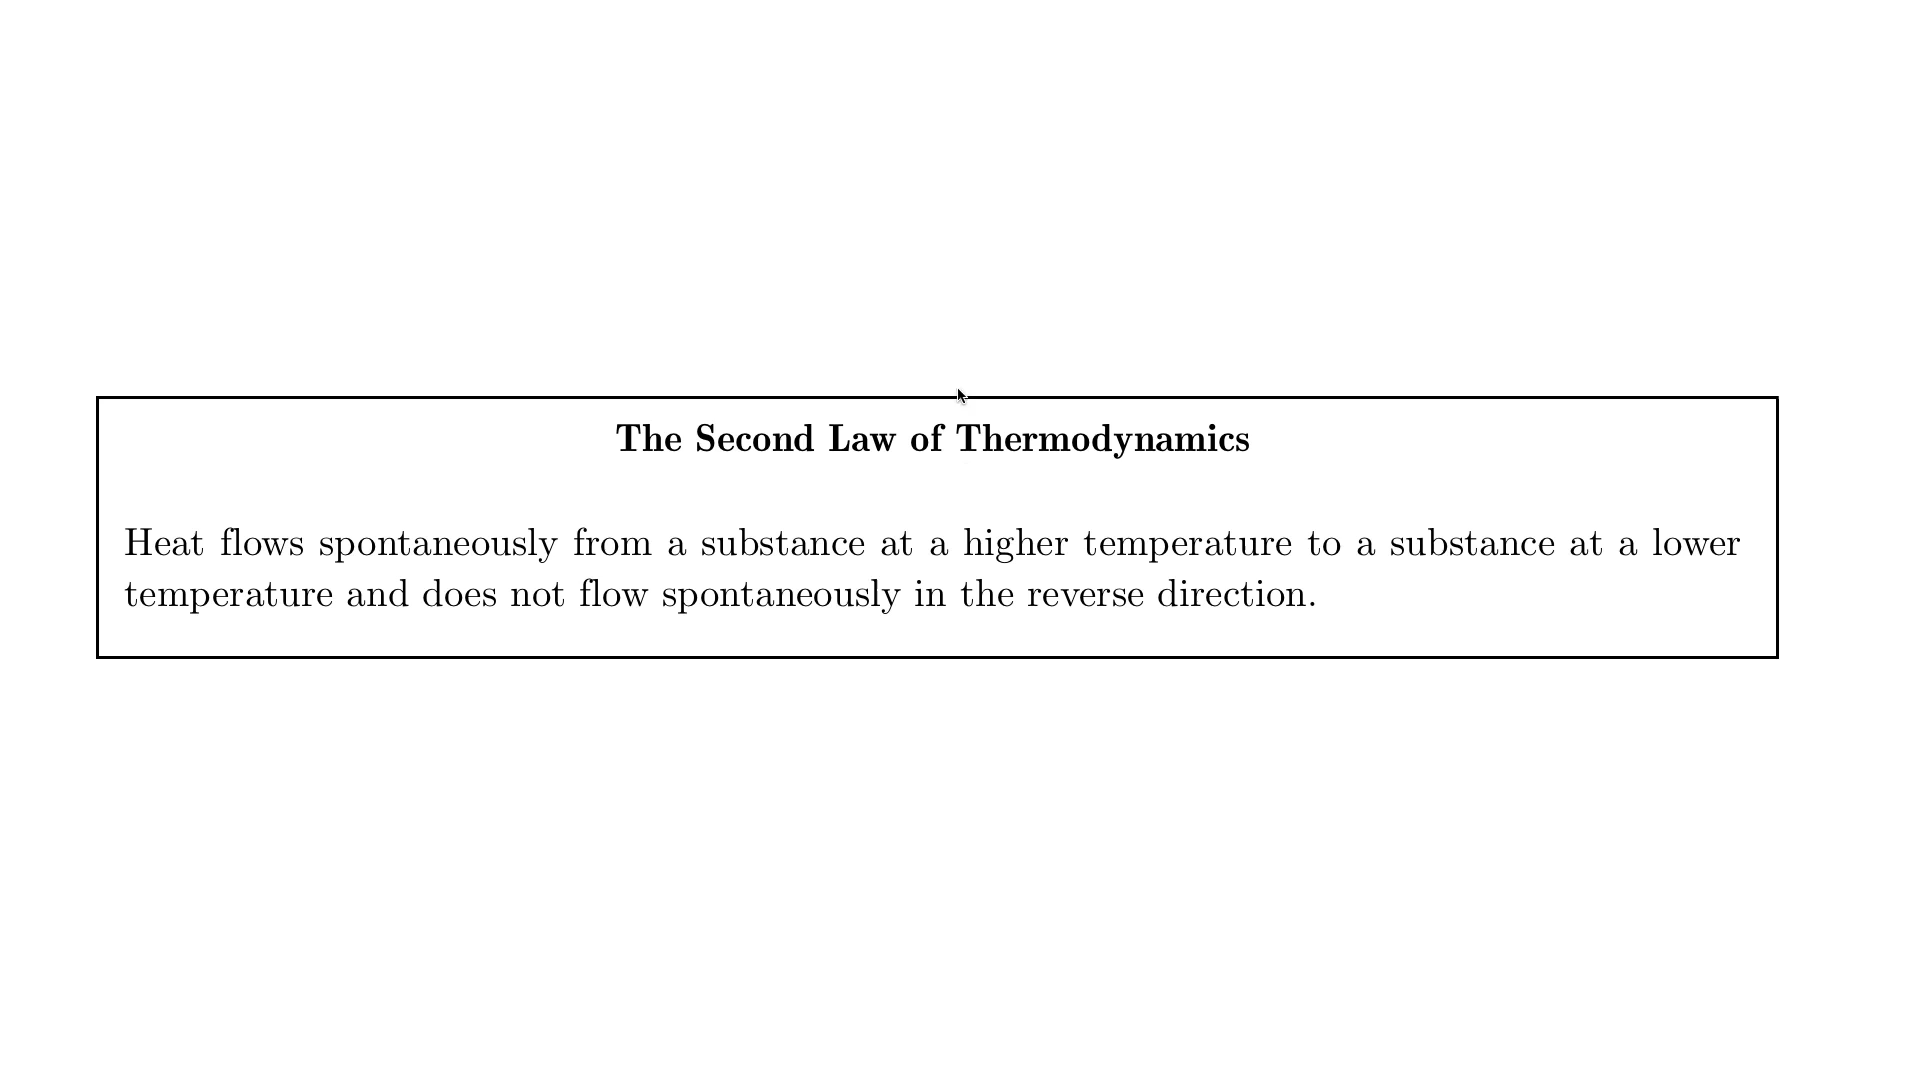 The Second Law of Thermodynamics
Heat flows spontaneously from a substance at a higher temperature to a substance at a lower
temperature and does not flow spontaneously in the reverse direction.